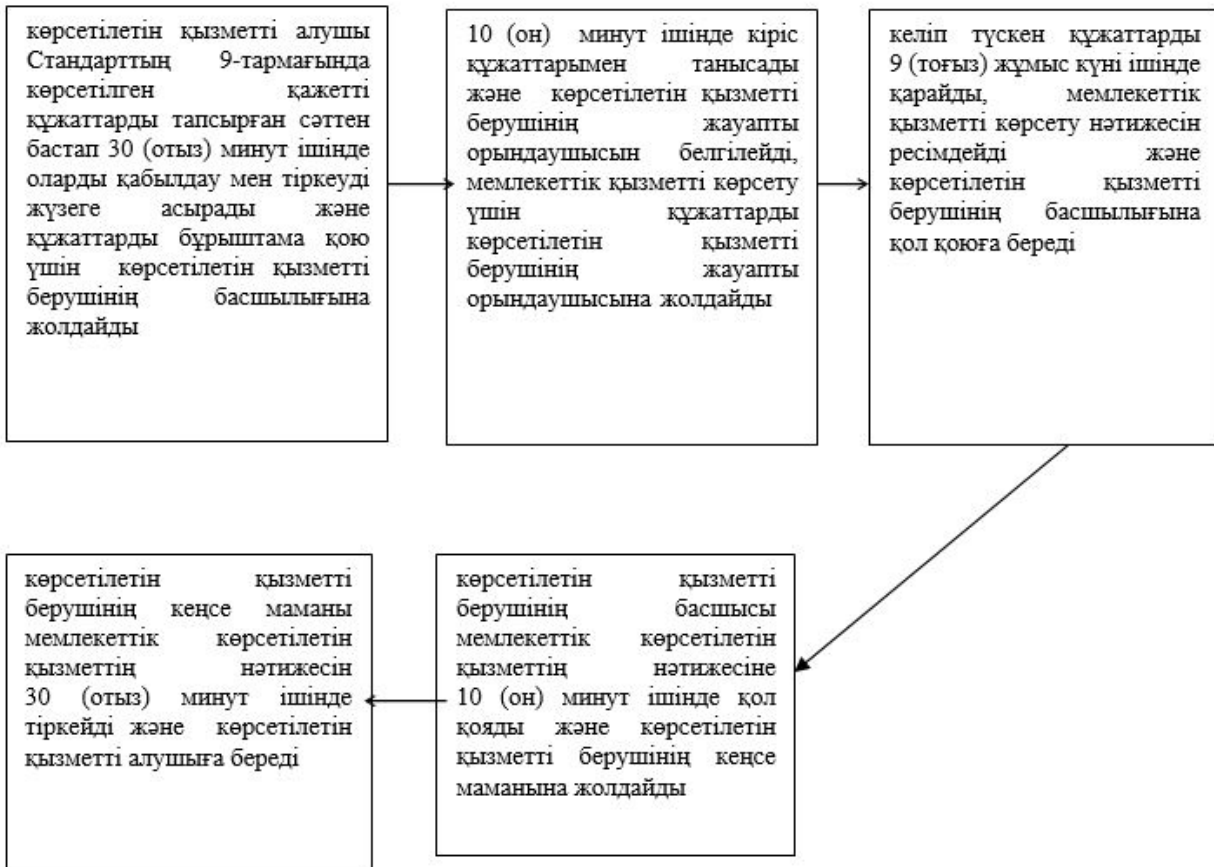 көрсетілетін қызметті алушы
Стандарттың 9-тармағында
көрсетілген қажетті
құжаттарды тапсырған сәттен
бастап 30 (отыз) минут ішінде
оларды қабылдау мен тіркеуді
жүзеге асырады және
құжаттарды бұрыштама қою
үшін көрсетілетін қызметті
берушінің басшылығына
жолдайды
10 (он) минут ішінде кіріс
құжаттарымен танысады
және көрсетілетін қызметті
берушінің жауапты
орындаушысын белгілейді,
мемлекеттік қызметті көрсету
үшін құжаттарды
көрсетілетін қызметті
берушінің жауапты
орындаушысына жолдайды
келіп түскен құжаттарды
9 (тоғыз) жұмыс күні ішінде
қарайды, мемлекеттік
қызметті көрсету нәтижесін
ресімдейді және
көрсетілетін қызметті
берушінің басшылығына
қол қоюға береді
көрсетілетін қызметті
берушінің кеңсе маманы
мемлекеттік көрсетілетін
қызметтің нәтижесін
30 (отыз) минут ішінде
тіркейді және көрсетілетін
қызметті алушыға береді
көрсетілетін қызметті
берушінің басшысы
мемлекеттік көрсетілетін
қызметтің нәтижесіне
10 (он) минут ішінде қол
қояды және көрсетілетін
қызметті берушінің кеңсе
маманына жолдайды